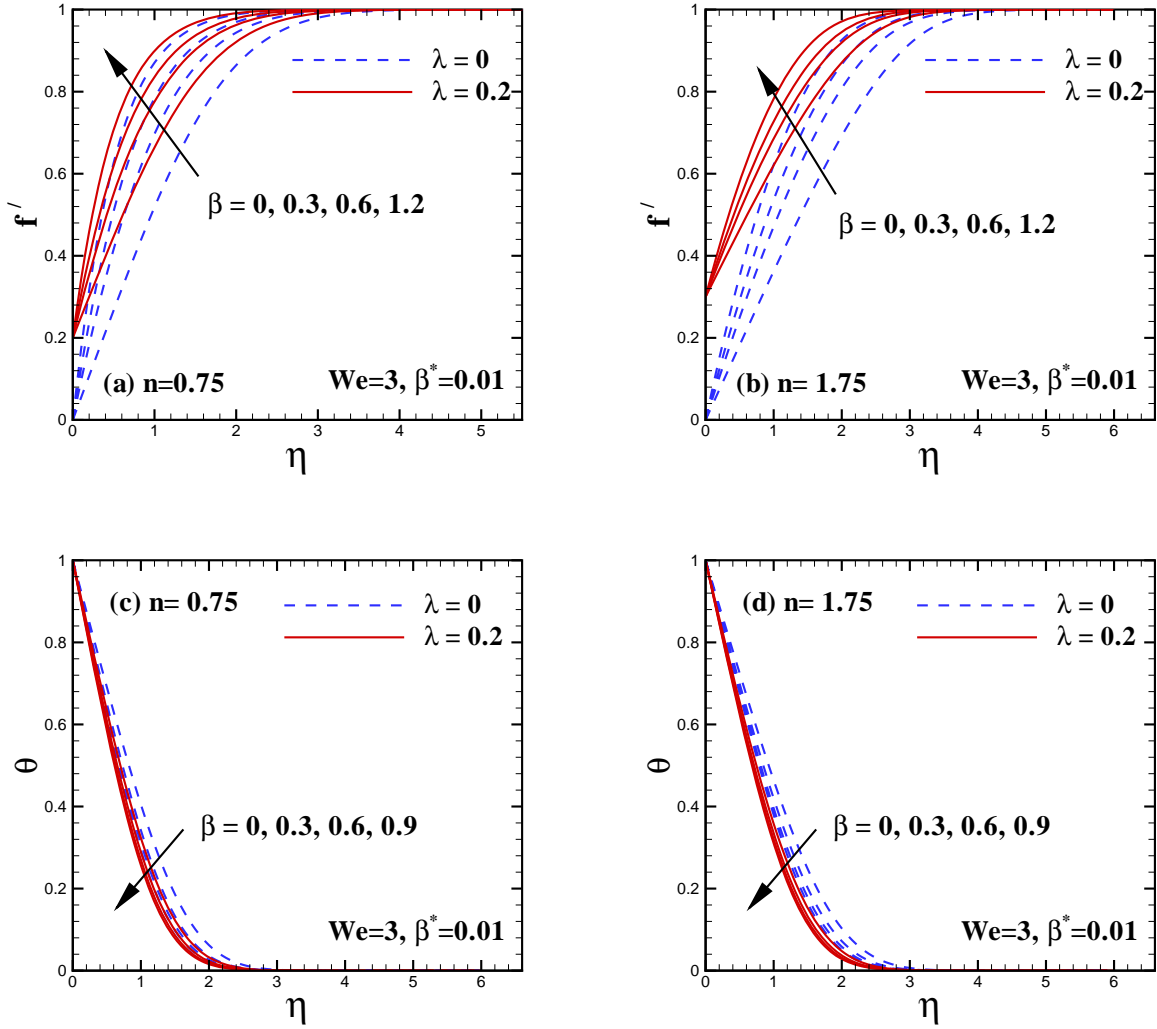 1
0.8
0.6
0.4
0.2
0
f ′
λ = 0
λ = 0.2
β = 0, 0.3, 0.6, 1.2
(a) n=0.75
We=3, β*=0.01
0 1 2 3 4 5
η
1
0.8
0.6
0.4
0.2
0
f ′
λ = 0
λ = 0.2
β = 0, 0.3, 0.6, 1.2
(b) n= 1.75
We=3, β*=0.01
0 1 2 3 4 5 6
η
1
0.8
0.6
0.4
0.2
0
θ
(c) n= 0.75
λ = 0
λ = 0.2
β = 0, 0.3, 0.6, 0.9
We=3, β*=0.01
0 1 2 3 4 5 6
η
1
0.8
0.6
0.4
0.2
0
θ
(d) n= 1.75
λ = 0
λ = 0.2
β = 0, 0.3, 0.6, 0.9
We=3, β*=0.01
0 1 2 3 4 5 6
η